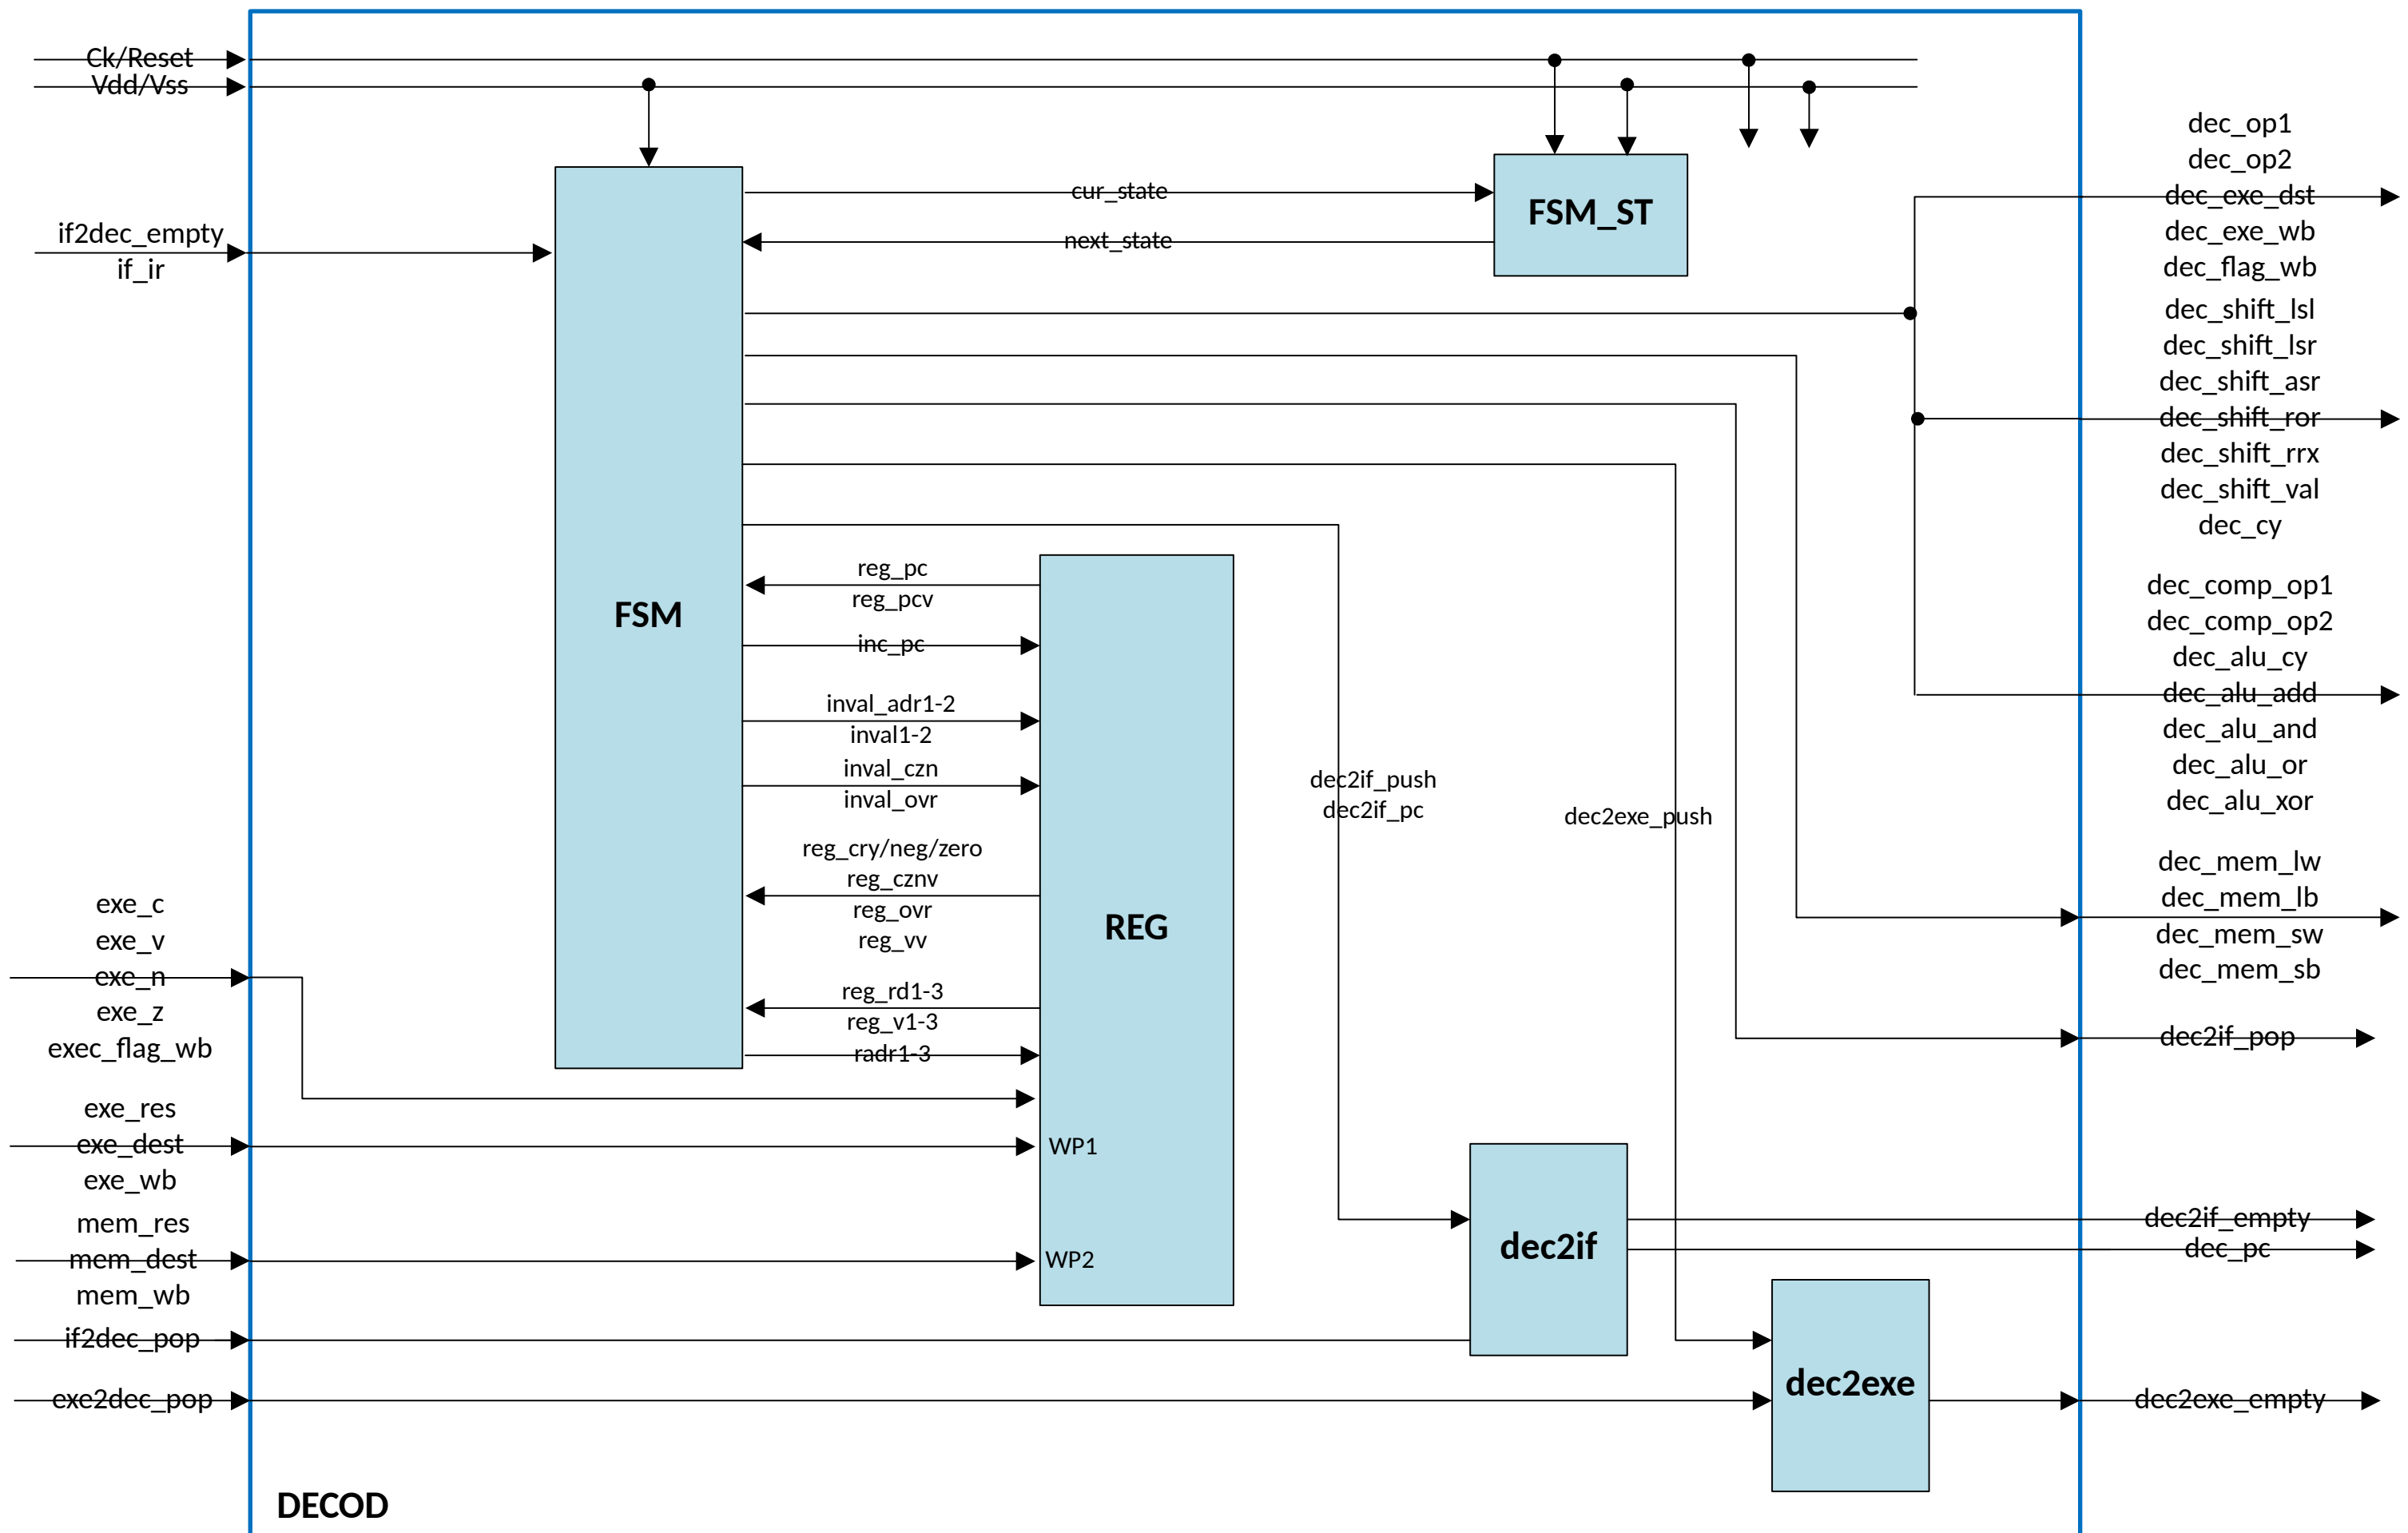 Ck/Reset
Vdd/Vss
if2dec_empty
if_ir
exe_c
exe_v
exe_n
exe_z
exec_flag_wb
exe_res
exe_dest
exe_wb
mem_res
mem_dest
mem_wb
if2dec_pop
exe2dec_pop
DECOD
FSM
cur_state
next_state
FSM_ST
reg_pc
reg_pcv
inc_pc
inval_adr1-2
inval1-2
inval_czn
inval_ovr
reg_cry/neg/zero
reg_cznv
reg_ovr
reg_vv
reg_rd1-3
reg_v1-3
radr1-3
REG
WP1
WP2
dec2if_push
dec2if_pc
dec2exe_push
dec2if
dec2exe
dec_op1
dec_op2
dec_exe_dst
dec_exe_wb
dec_flag_wb
dec_shift_lsl
dec_shift_lsr
dec_shift_asr
dec_shift_ror
dec_shift_rrx
dec_shift_val
dec_cy
dec_comp_op1
dec_comp_op2
dec_alu_cy
dec_alu_add
dec_alu_and
dec_alu_or
dec_alu_xor
dec_mem_lw
dec_mem_lb
dec_mem_sw
dec_mem_sb
dec2if_pop
dec2if_empty
dec_pc
dec2exe_empty